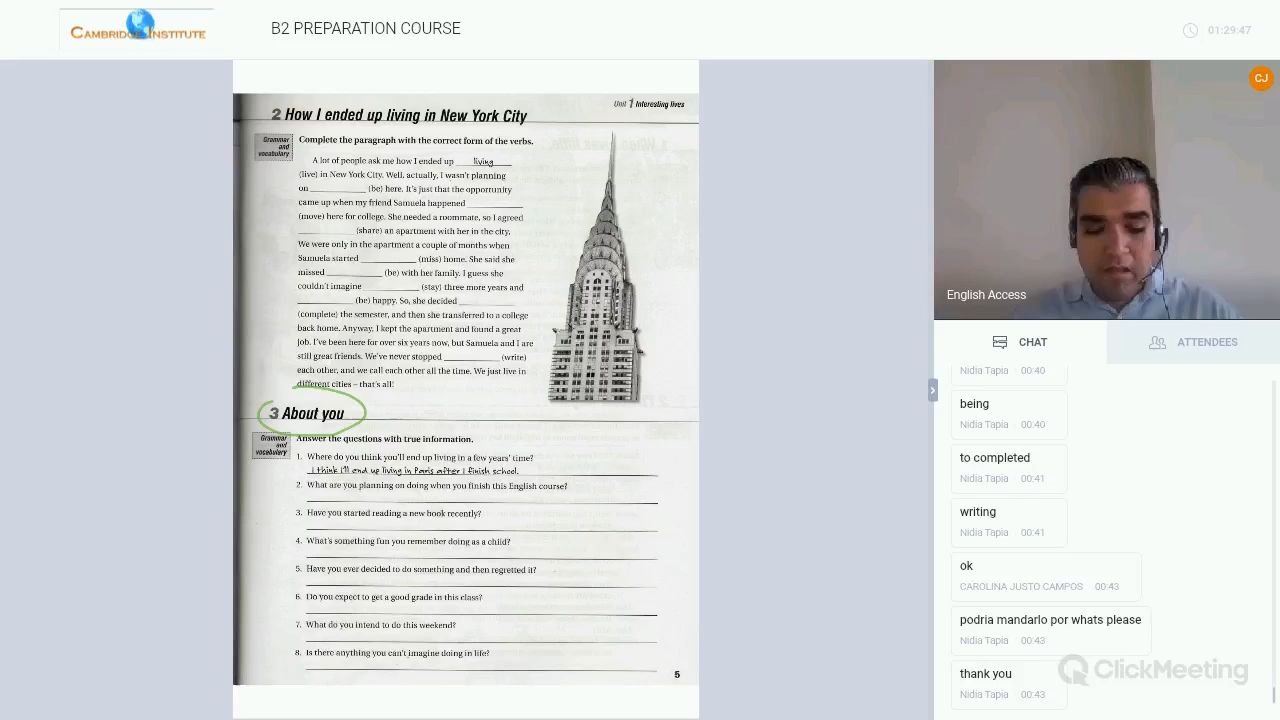 CAMBRIDGE INSTITUTE
B2 PREPARATION COURSE
01:29:47
Unit 1 Interesting lives
2 How I ended up living in New York City
Grammar
and
vocabulary
Complete the paragraph with the correct form of the verbs.
A lot of people ask me how I ended up living
(live) in New York City. Well, actually, I wasn't planning
on ____________ (be) here. It's just that the opportunity
came up when my friend Samuela happened ____________
(move) here for college. She needed a roommate, so I agreed
____________ (share) an apartment with her in the city.
We were only in the apartment a couple of months when
Samuela started ____________ (miss) home. She said she
missed ____________ (be) with her family. I guess she
couldn't imagine ____________ (stay) three more years and
____________ (be) happy. So, she decided ____________
(complete) the semester, and then she transferred to a college
back home. Anyway, I kept the apartment and found a great
job. I've been here for over six years now, but Samuela and I are
still great friends. We've never stopped ____________ (write)
each other, and we call each other all the time. We just live in
different cities – that's all!
3 About you
Grammar
and
vocabulary
Answer the questions with true information.
1. Where do you think you'll end up living in a few years' time?
I think I'll end up living in Paris after I finish school.
2. What are you planning on doing when you finish this English course?
3. Have you started reading a new book recently?
4. What's something fun you remember doing as a child?
5. Have you ever decided to do something and then regretted it?
6. Do you expect to get a good grade in this class?
7. What do you intend to do this weekend?
8. Is there anything you can't imagine doing in life?
5
CJ
English Access
CHAT
ATTENDEES
Nidia Tapia 00:40
being
Nidia Tapia 00:40
to completed
Nidia Tapia 00:41
writing
Nidia Tapia 00:41
ok
CAROLINA JUSTO CAMPOS 00:43
podria mandarlo por whats please
Nidia Tapia 00:43
thank you
Nidia Tapia 00:43
ClickMeeting